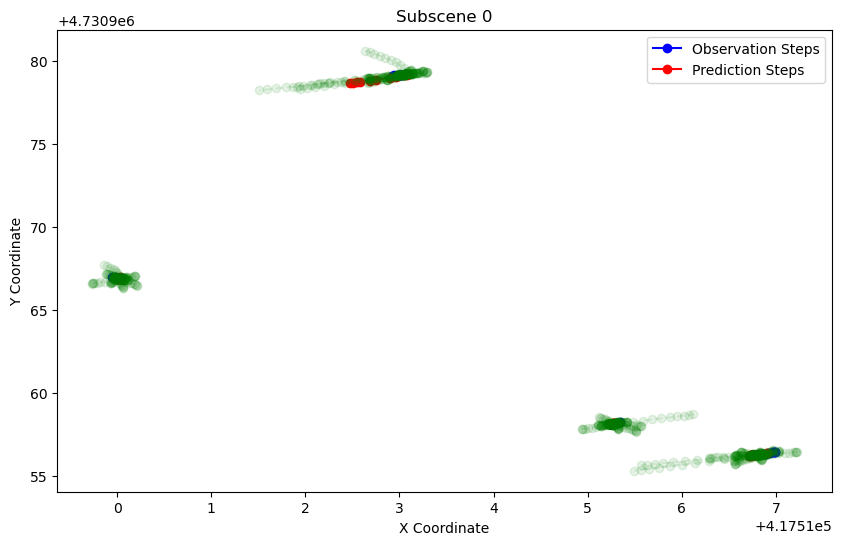 Subscene 0
+4.7309e6
Observation Steps
Prediction Steps
80
75
70
65
60
55
Y Coordinate
0 1 2 3 4 5 6 7
X Coordinate
+4.1751e5